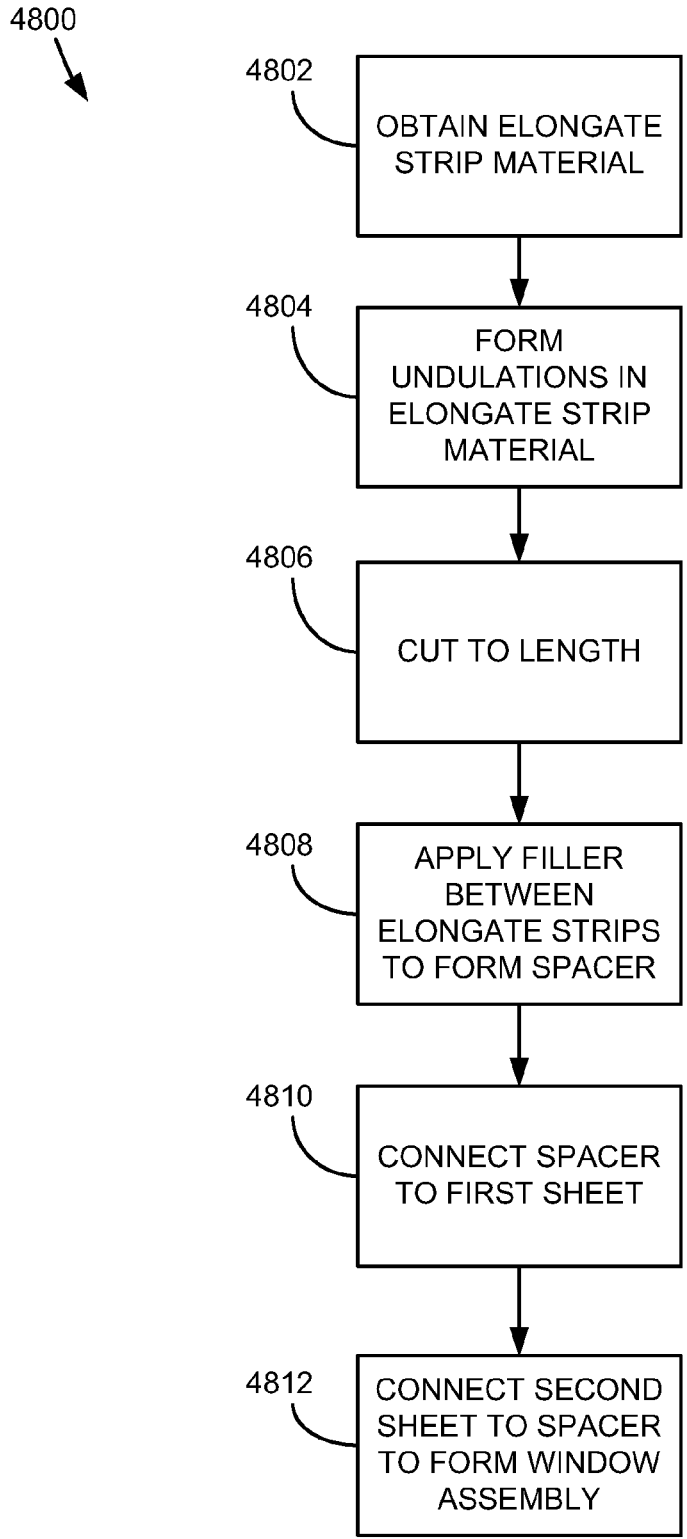 4800
4802
OBTAIN ELONGATE
STRIP MATERIAL
4804
FORM
UNDULATIONS IN
ELONGATE STRIP
MATERIAL
4806
CUT TO LENGTH
4808
APPLY FILLER
BETWEEN
ELONGATE STRIPS
TO FORM SPACER
4810
CONNECT SPACER
TO FIRST SHEET
4812
CONNECT SECOND
SHEET TO SPACER
TO FORM WINDOW
ASSEMBLY